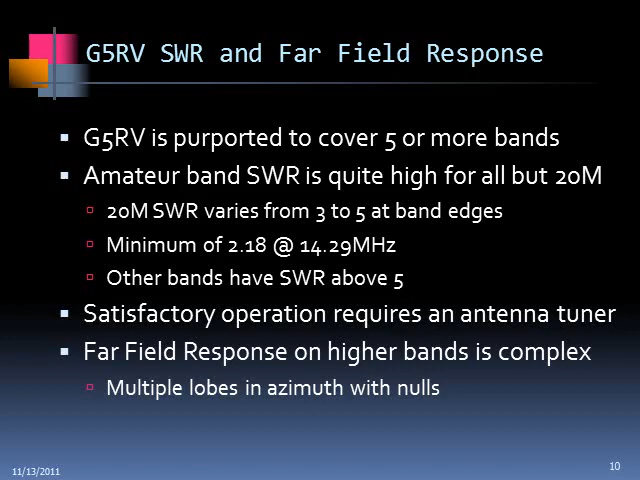 G5RV SWR and Far Field Response
G5RV is purported to cover 5 or more bands
Amateur band SWR is quite high for all but 20M
20M SWR varies from 3 to 5 at band edges
Minimum of 2.18 @ 14.29MHz
Other bands have SWR above 5
Satisfactory operation requires an antenna tuner
Far Field Response on higher bands is complex
Multiple lobes in azimuth with nulls
11/13/2011
10